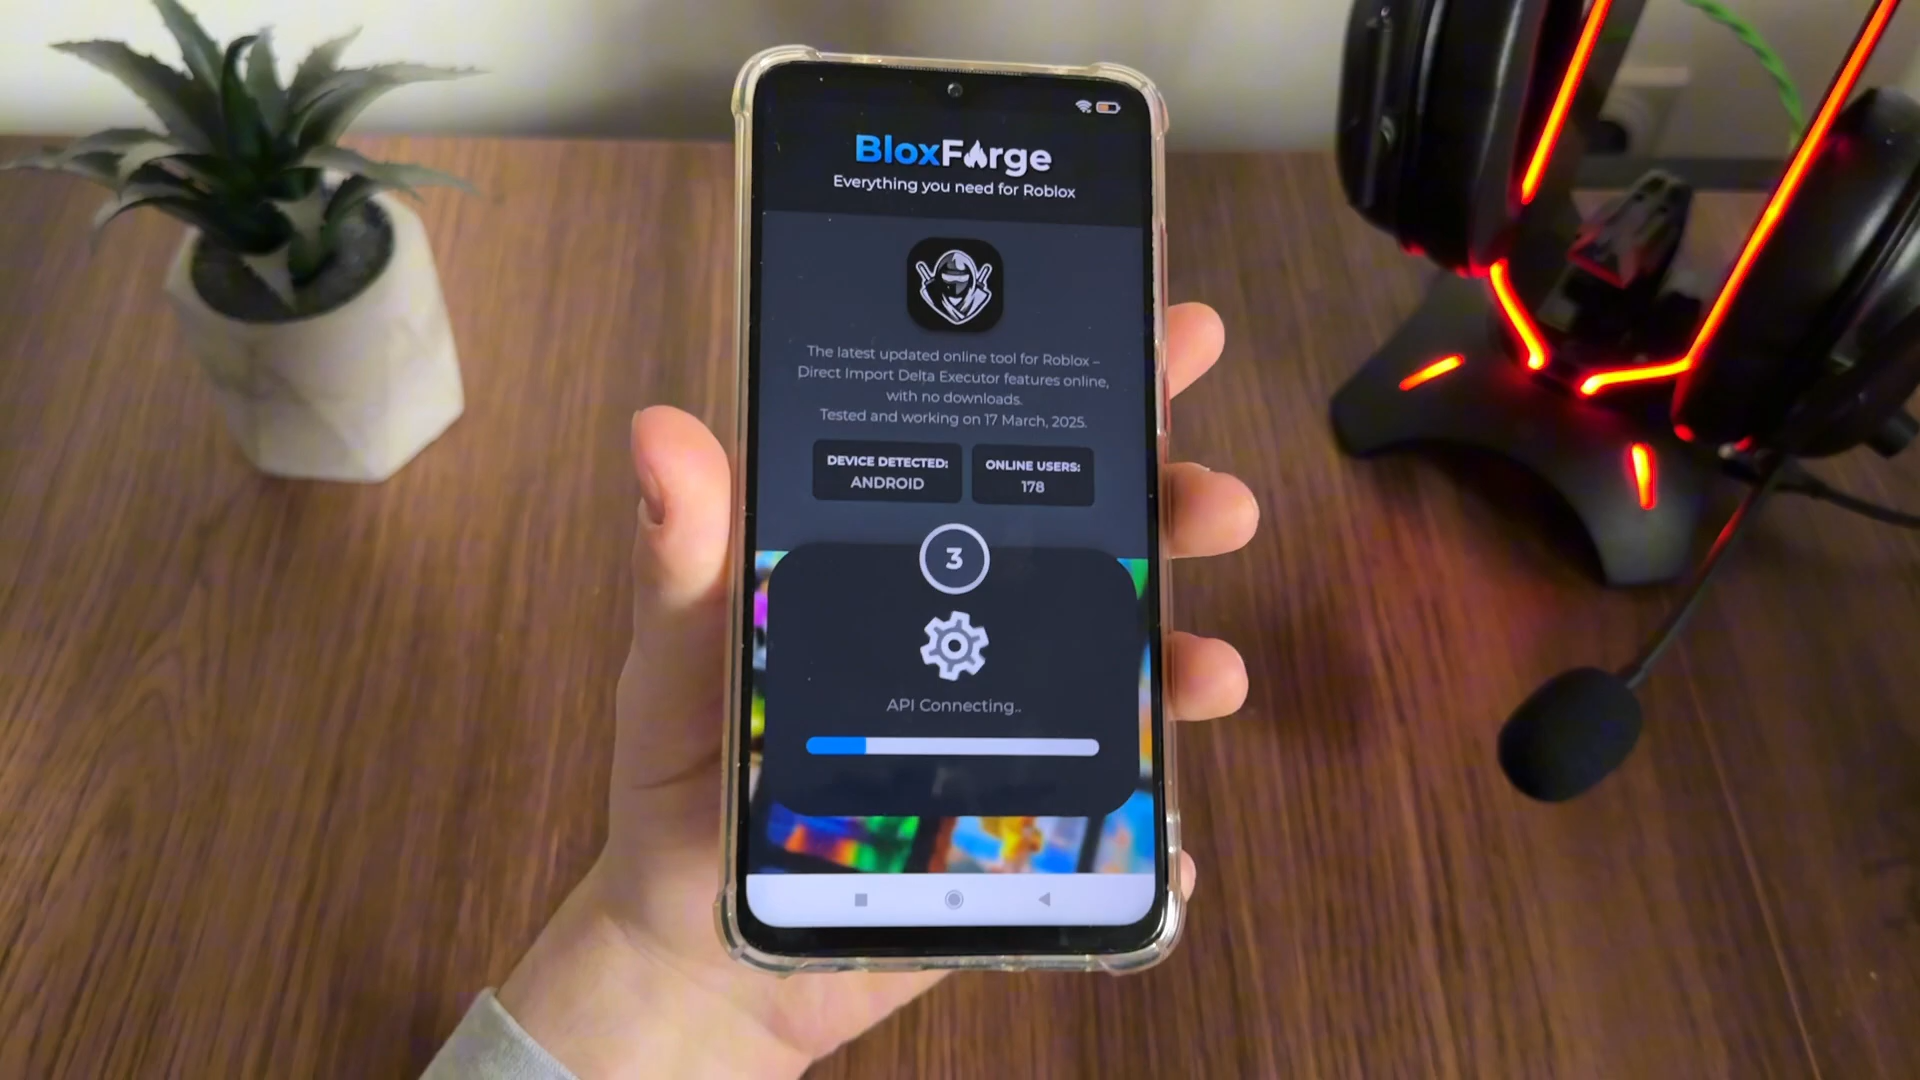 BloxForge
Everything you need for Roblox
The latest updated online tool for Roblox –
Direct Import Delta Executor features online,
with no downloads.
Tested and working on 17 March, 2025.
DEVICE DETECTED:
ANDROID
ONLINE USERS:
178
3
API Connecting..